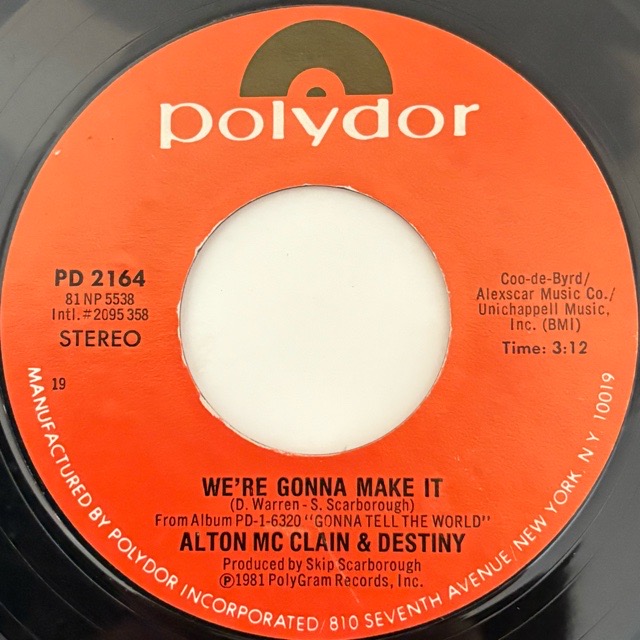 polydor
PD 2164
81 NP 5538
Intl. #2095 358
STEREO
19
Coo-de-Byrd/
Alexscar Music Co./
Unichappell Music,
Inc. (BMI)
Time: 3:12
WE'RE GONNA MAKE IT
(D. Warren - S. Scarborough)
From Album PD-1-6320 "GONNA TELL THE WORLD"
ALTON MC CLAIN & DESTINY
Produced by Skip Scarborough
℗1981 PolyGram Records, Inc.
MANUFACTURED BY POLYDOR INCORPORATED/810 SEVENTH AVENUE/NEW YORK, N Y 10019